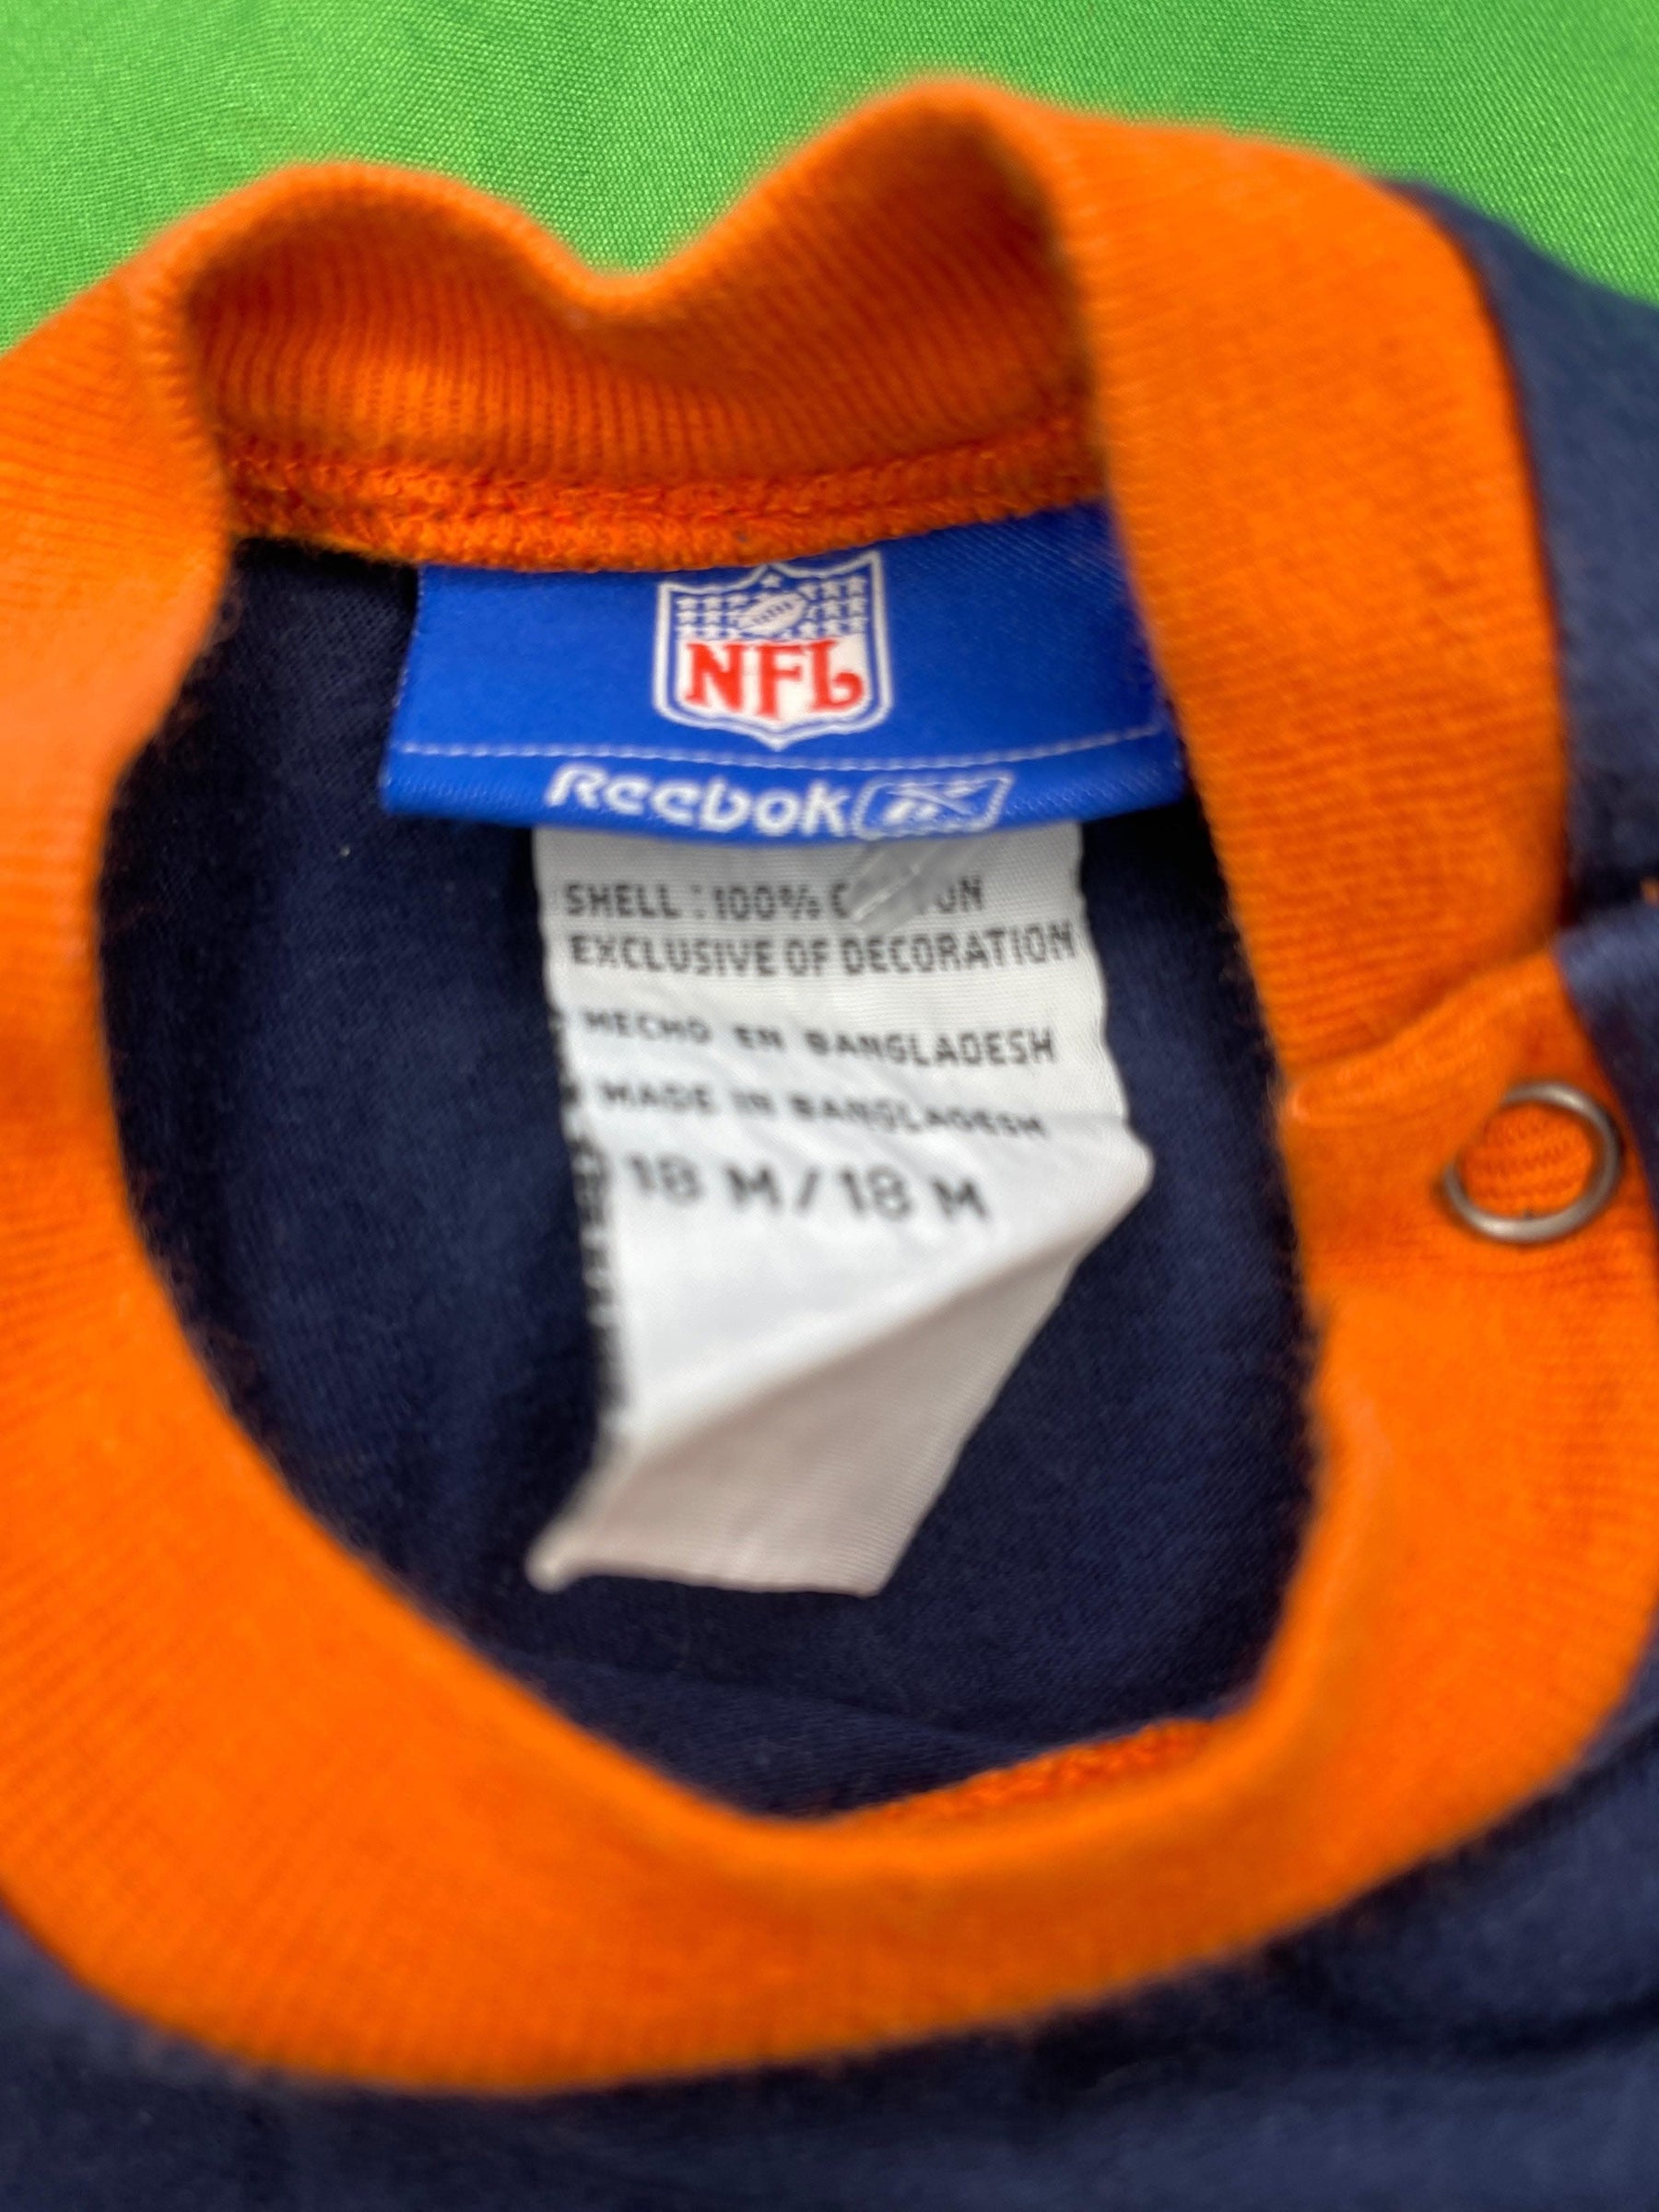 NFL
Reebok
SHELL : 100% C    ON
EXCLUSIVE OF DECORATION
HECHO EN BANGLADESH
MADE IN BANGLADESH
18 M / 18 M